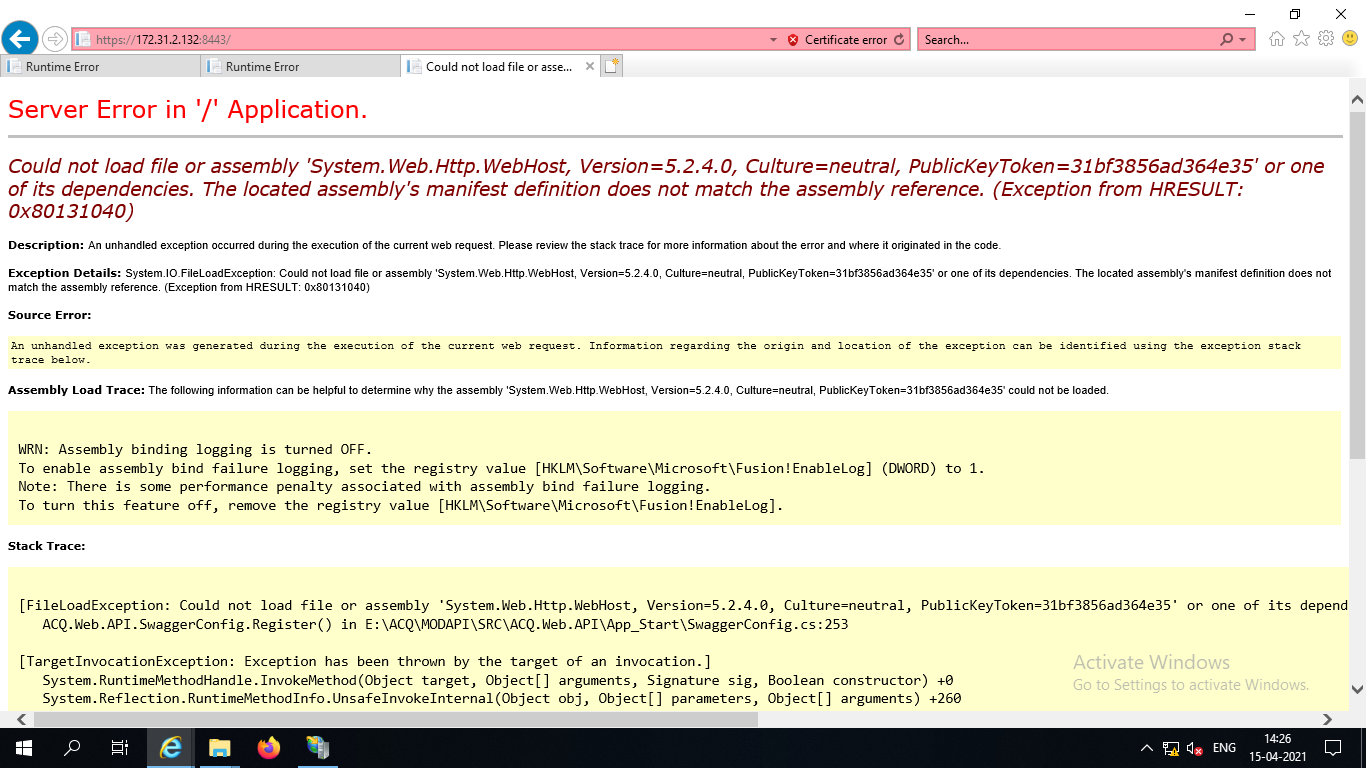 https://172.31.2.132:8443/
Certificate error
Search...
Runtime Error
Runtime Error
Could not load file or asse...
Server Error in '/' Application.
Could not load file or assembly 'System.Web.Http.WebHost, Version=5.2.4.0, Culture=neutral, PublicKeyToken=31bf3856ad364e35' or one
of its dependencies. The located assembly's manifest definition does not match the assembly reference. (Exception from HRESULT:
0x80131040)
Description: An unhandled exception occurred during the execution of the current web request. Please review the stack trace for more information about the error and where it originated in the code.
Exception Details: System.IO.FileLoadException: Could not load file or assembly 'System.Web.Http.WebHost, Version=5.2.4.0, Culture=neutral, PublicKeyToken=31bf3856ad364e35' or one of its dependencies. The located assembly's manifest definition does not
match the assembly reference. (Exception from HRESULT: 0x80131040)
Source Error:
An unhandled exception was generated during the execution of the current web request. Information regarding the origin and location of the exception can be identified using the exception stack
trace below.
Assembly Load Trace: The following information can be helpful to determine why the assembly 'System.Web.Http.WebHost, Version=5.2.4.0, Culture=neutral, PublicKeyToken=31bf3856ad364e35' could not be loaded.
WRN: Assembly binding logging is turned OFF.
To enable assembly bind failure logging, set the registry value [HKLM\Software\Microsoft\Fusion!EnableLog] (DWORD) to 1.
Note: There is some performance penalty associated with assembly bind failure logging.
To turn this feature off, remove the registry value [HKLM\Software\Microsoft\Fusion!EnableLog].
Stack Trace:
[FileLoadException: Could not load file or assembly 'System.Web.Http.WebHost, Version=5.2.4.0, Culture=neutral, PublicKeyToken=31bf3856ad364e35' or one of its depend
ACQ.Web.API.SwaggerConfig.Register() in E:\ACQ\MODAPI\SRC\ACQ.Web.API\App_Start\SwaggerConfig.cs:253
[TargetInvocationException: Exception has been thrown by the target of an invocation.]
System.RuntimeMethodHandle.InvokeMethod(Object target, Object[] arguments, Signature sig, Boolean constructor) +0
System.Reflection.RuntimeMethodInfo.UnsafeInvokeInternal(Object obj, Object[] parameters, Object[] arguments) +260
Activate Windows
Go to Settings to activate Windows.
ENG
14:26
15-04-2021